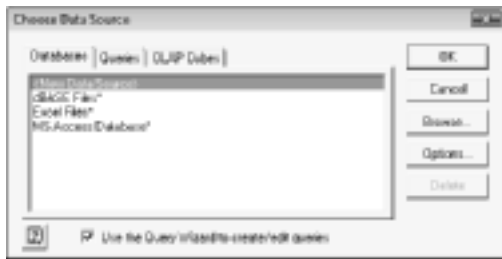 Choose Data Source
Databases | Queries | OLAP Cubes |
<New Data Source>
dBASE Files*
Excel Files*
MS Access Database*
OK
Cancel
Browse...
Options...
Delete
Use the Query Wizard to create/edit queries